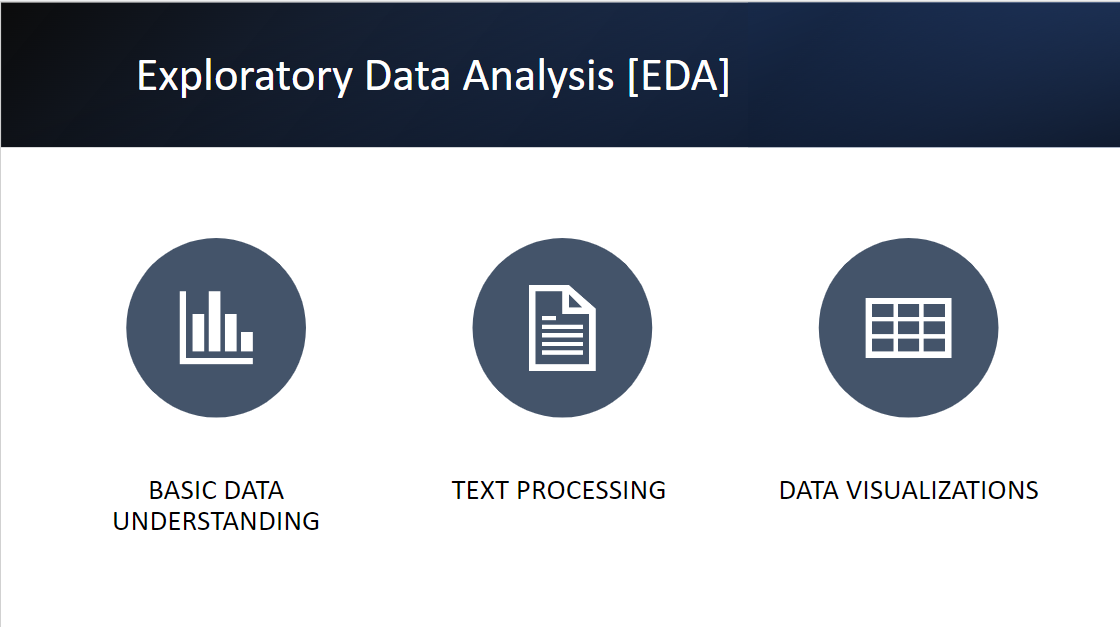 Exploratory Data Analysis [EDA]
BASIC DATA
UNDERSTANDING
TEXT PROCESSING
DATA VISUALIZATIONS